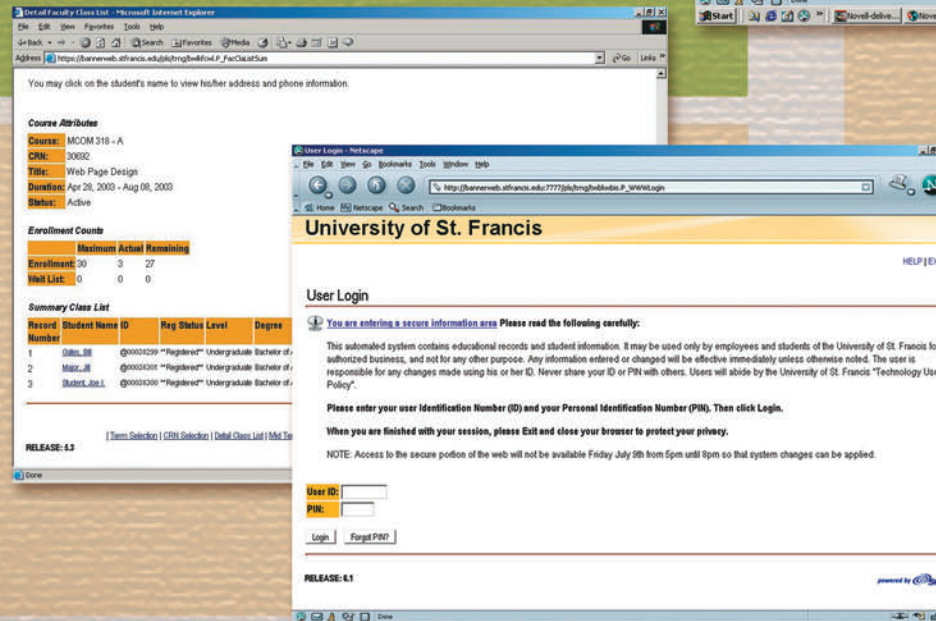 Detail Faculty Class List - Microsoft Internet Explorer
File Edit View Favorites Tools Help
Back Search Favorites Media
Address https://bannerweb.stfrancis.edu/pls/trng/bwlkfcwl.P_FacClaListSum Go Links »
You may click on the student's name to view his/her address and phone information.
Course Attributes
Course: MCOM 318 - A
CRN: 30692
Title: Web Page Design
Duration: Apr 28, 2003 - Aug 08, 2003
Status: Active
Enrollment Counts
Maximum Actual Remaining
Enrollment: 30 3 27
Wait List: 0 0 0
Summary Class List
Record Number Student Name ID Reg Status Level Degree
1 Gates, Bill @00038299 **Registered** Undergraduate Bachelor of
2 Major, Jill @00038301 **Registered** Undergraduate Bachelor of
3 Student, Joe I. @00038300 **Registered** Undergraduate Bachelor of
[ Term Selection | CRN Selection | Detail Class List | Mid Te
RELEASE: 5.3
Done
Done
Start » Novell-delive... Nove
User Login - Netscape
File Edit View Go Bookmarks Tools Window Help
http://bannerweb.stfrancis.edu:7777/pls/trng/twbkwbis.P_WWWLogin
Home Netscape Search Bookmarks
University of St. Francis
HELP | EX
User Login
You are entering a secure information area Please read the following carefully:
This automated system contains educational records and student information. It may be used only by employees and students of the University of St. Francis fo
authorized business, and not for any other purpose. Any information entered or changed will be effective immediately unless otherwise noted. The user is
responsible for any changes made using his or her ID. Never share your ID or PIN with others. Users will abide by the University of St. Francis "Technology Use
Policy".
Please enter your user Identification Number (ID) and your Personal Identification Number (PIN). Then click Login.
When you are finished with your session, please Exit and close your browser to protect your privacy.
NOTE: Access to the secure portion of the web will not be available Friday July 9th from 5pm until 8pm so that system changes can be applied.
User ID:
PIN:
Login Forgot PIN?
RELEASE: 6.1
powered by
Done